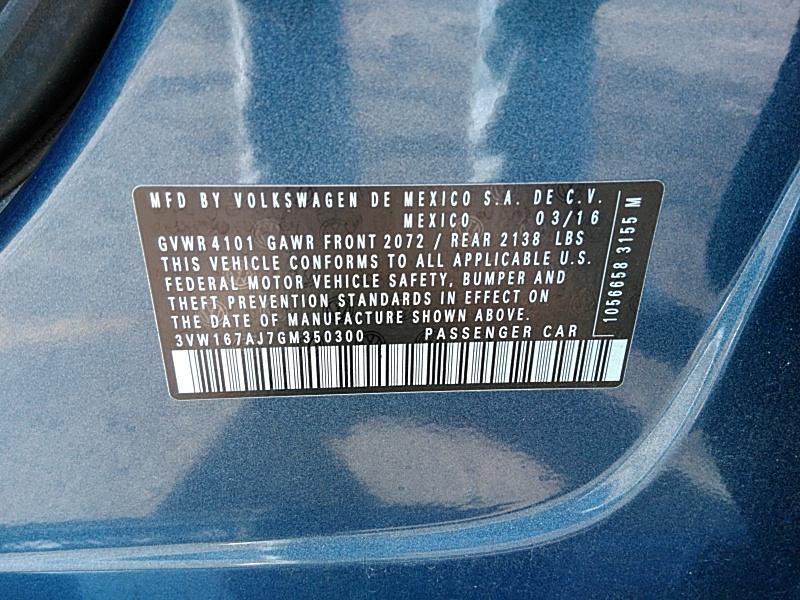 MFD BY VOLKSWAGEN DE MEXICO S.A. DE C.V.
MEXICO 03/16
GVWR 4101 GAWR FRONT 2072 / REAR 2138 LBS
THIS VEHICLE CONFORMS TO ALL APPLICABLE U.S.
FEDERAL MOTOR VEHICLE SAFETY, BUMPER AND
THEFT PREVENTION STANDARDS IN EFFECT ON
THE DATE OF MANUFACTURE SHOWN ABOVE.
3VW167AJ7GM350300 PASSENGER CAR
1056658 3155 M